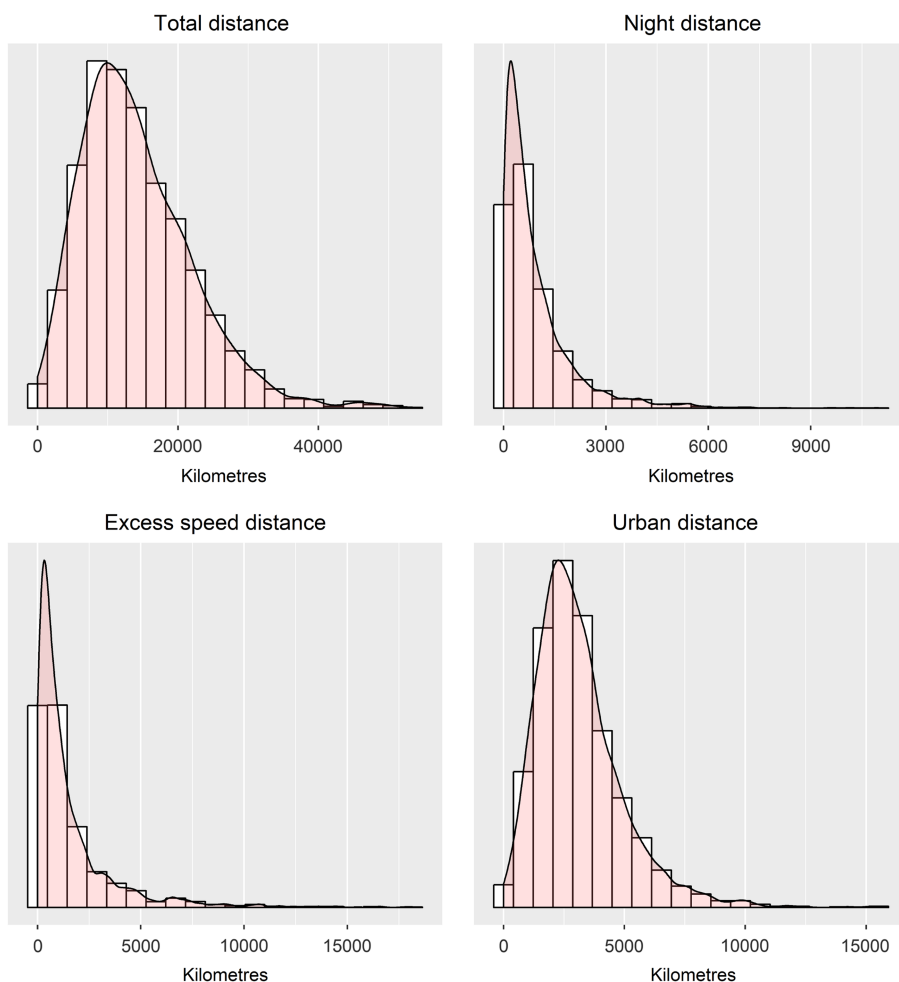 Total distance
0 20000 40000
Kilometres
Night distance
0 3000 6000 9000
Kilometres
Excess speed distance
0 5000 10000 15000
Kilometres
Urban distance
0 5000 10000 15000
Kilometres